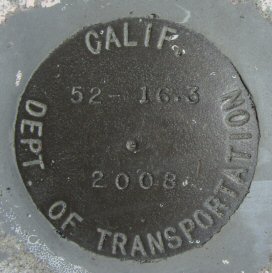 CALIF.
52- 16.3
2008
DEPT. OF TRANSPORTATION